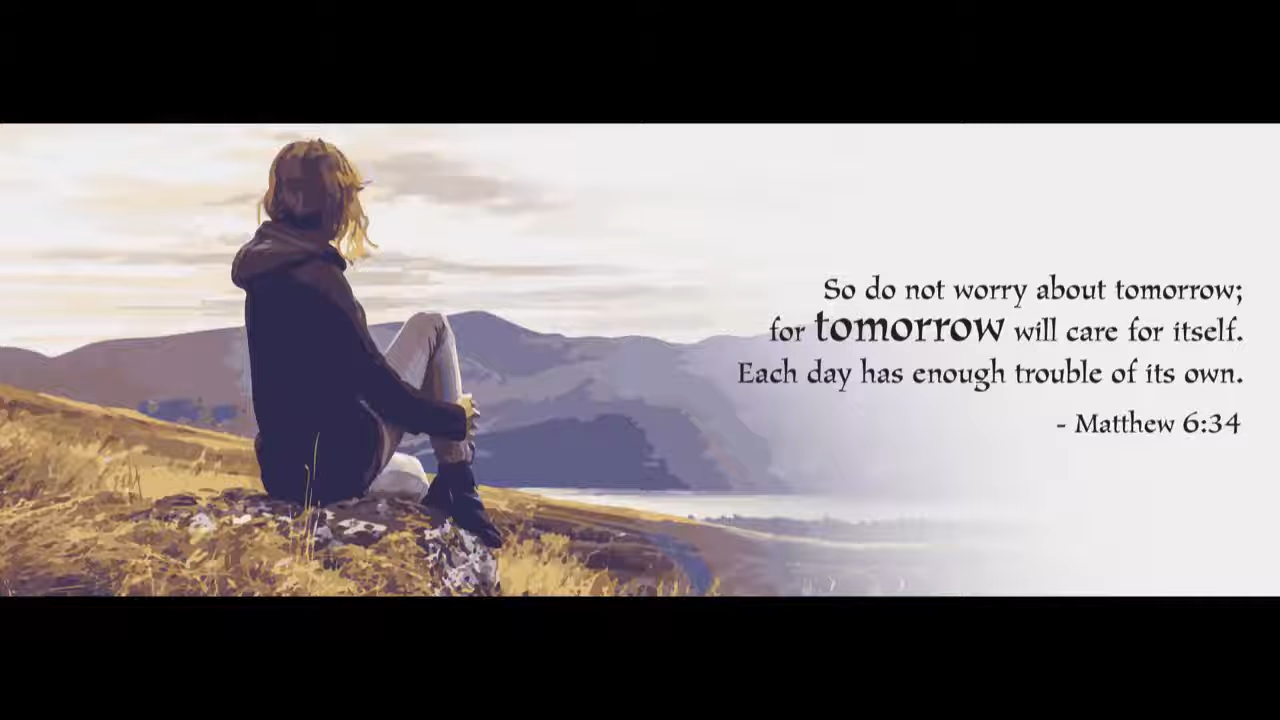 So do not worry about tomorrow;
for tomorrow will care for itself.
Each day has enough trouble of its own.
- Matthew 6:34